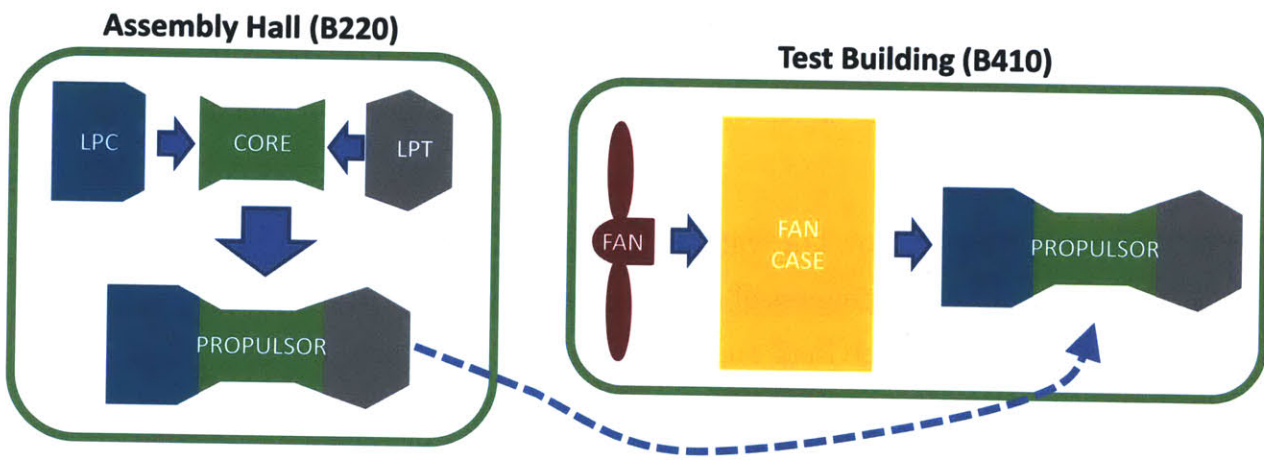 Assembly Hall (B220)
LPC
CORE
LPT
PROPULSOR
Test Building (B410)
FAN
FAN
CASE
PROPULSOR